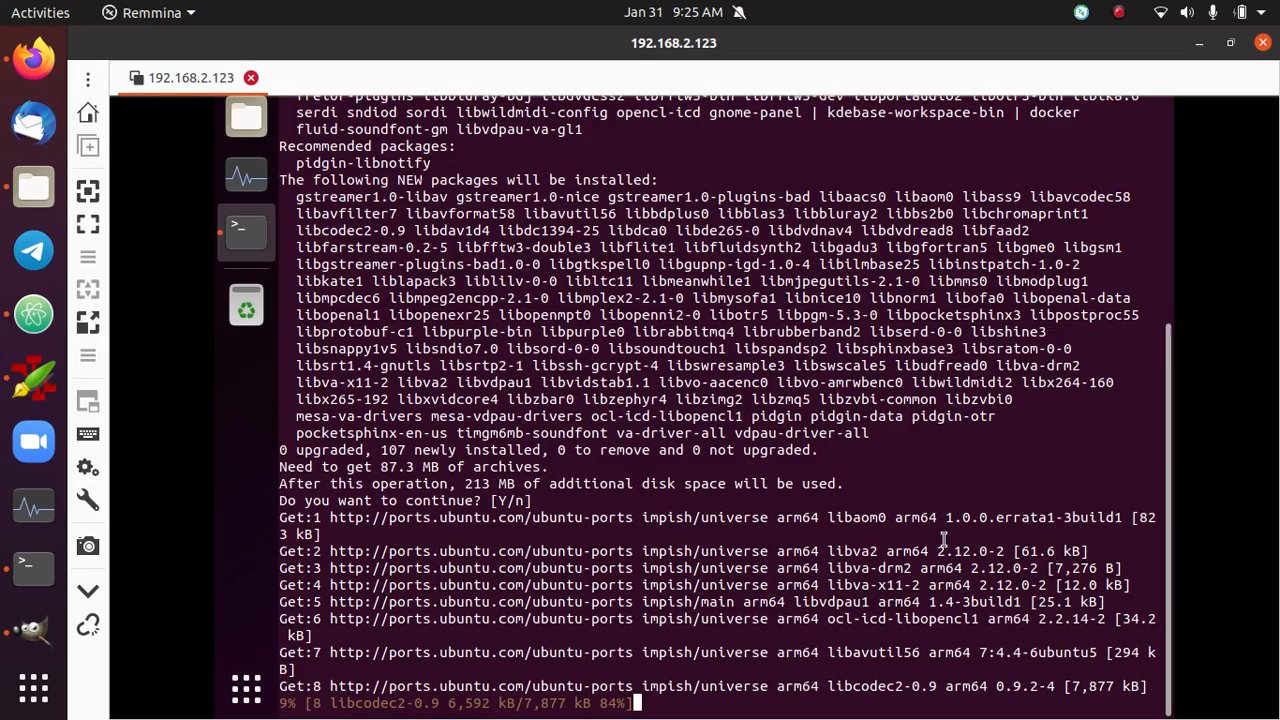 Activities
Remmina
Jan 31 9:25 AM
192.168.2.123
192.168.2.123
serdi sndiod sordi libwildmidi-config opencl-icd gnome-panel | kdebase-workspace-bin | docker
fluid-soundfont-gm libvdpau-va-gl1
Recommended packages:
pidgin-libnotify
The following NEW packages will be installed:
gstreamer1.0-libav gstreamer1.0-nice gstreamer1.0-plugins-bad libaacs0 libaom0 libass9 libavcodec58
libavfilter7 libavformat58 libavutil56 libbdplus0 libblas3 libbluray2 libbs2b0 libchromaprint1
libcodec2-0.9 libdav1d4 libdc1394-25 libdca0 libde265-0 libdvdnav4 libdvdread8 libfaad2
libfarstream-0.2-5 libfftw3-double3 libflite1 libfluidsynth2 libgadu3 libgfortran5 libgme0 libgsm1
libgstreamer-plugins-bad1.0-0 libgtkspell0 libgupnp-igd-1.0-4 libilmbase25 libinstpatch-1.0-2
libkate1 liblapack3 liblilv-0-0 libltc11 libmeanwhile1 libmjpegutils-2.1-0 libmms0 libmodplug1
libmpcdec6 libmpeg2encpp-2.1-0 libmplex2-2.1-0 libmysofa1 libnice10 libnorm1 libofa0 libopenal-data
libopenal1 libopenexr25 libopenmpt0 libopenni2-0 libotr5 libpgm-5.3-0 libpocketsphinx3 libpostproc55
libprotobuf-c1 libpurple-bin libpurple0 librabbitmq4 librubberband2 libserd-0-0 libshine3
libsnappy1v5 libsndio7.0 libsord-0-0 libsoundtouch1 libspandsp2 libsphinxbase3 libsratom-0-0
libsrt1.4-gnutls libsrtp2-1 libssh-gcrypt-4 libswresample3 libswscale5 libudfread0 libva-drm2
libva-x11-2 libva2 libvdpau1 libvidstab1.1 libvo-aacenc0 libvo-amrwbenc0 libwildmidi2 libx264-160
libx265-192 libxvidcore4 libzbar0 libzephyr4 libzimg2 libzmq5 libzvbi-common libzvbi0
mesa-va-drivers mesa-vdpau-drivers ocl-icd-libopencl1 pidgin pidgin-data pidgin-otr
pocketsphinx-en-us timgm6mb-soundfont va-driver-all vdpau-driver-all
0 upgraded, 107 newly installed, 0 to remove and 0 not upgraded.
Need to get 87.3 MB of archives.
After this operation, 213 MB of additional disk space will be used.
Do you want to continue? [Y/n]
Get:1 http://ports.ubuntu.com/ubuntu-ports impish/universe arm64 libaom0 arm64 1.0.0.errata1-3build1 [82
3 kB]
Get:2 http://ports.ubuntu.com/ubuntu-ports impish/universe arm64 libva2 arm64 2.12.0-2 [61.6 kB]
Get:3 http://ports.ubuntu.com/ubuntu-ports impish/universe arm64 libva-drm2 arm64 2.12.0-2 [7,276 B]
Get:4 http://ports.ubuntu.com/ubuntu-ports impish/universe arm64 libva-x11-2 arm64 2.12.0-2 [12.0 kB]
Get:5 http://ports.ubuntu.com/ubuntu-ports impish/main arm64 libvdpau1 arm64 1.4-3build1 [25.1 kB]
Get:6 http://ports.ubuntu.com/ubuntu-ports impish/universe arm64 ocl-icd-libopencl1 arm64 2.2.14-2 [34.2
kB]
Get:7 http://ports.ubuntu.com/ubuntu-ports impish/universe arm64 libavutil56 arm64 7:4.4-6ubuntu5 [294 k
B]
Get:8 http://ports.ubuntu.com/ubuntu-ports impish/universe arm64 libcodec2-0.9 arm64 0.9.2-4 [7,877 kB]
9% [8 libcodec2-0.9 6,592 kB/7,877 kB 84%]